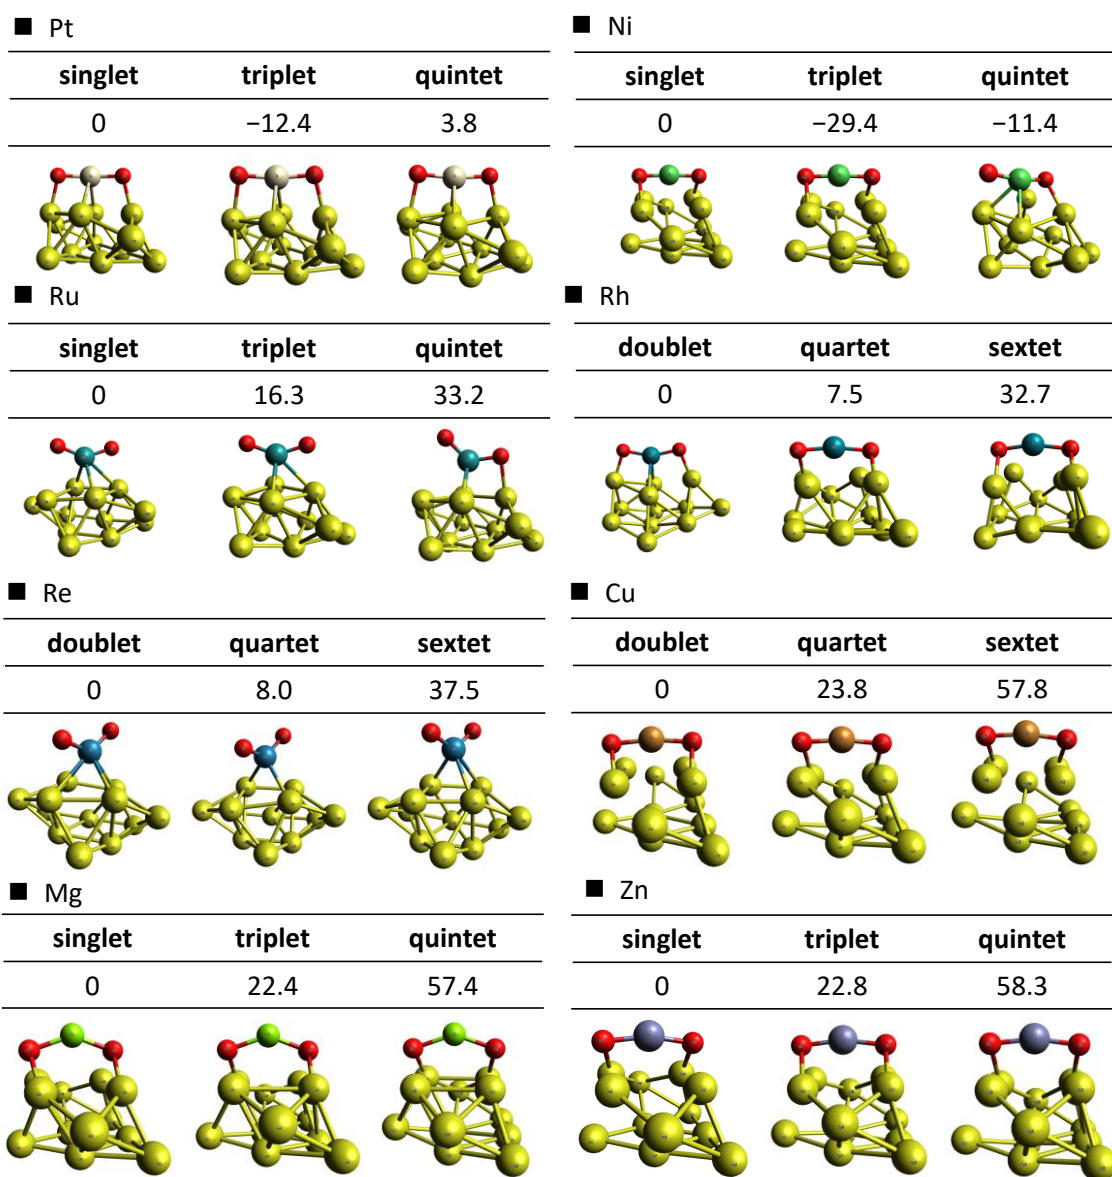 ■ Pt
singlet triplet quintet
0 −12.4 3.8
■ Ni
singlet triplet quintet
0 −29.4 −11.4
■ Ru
singlet triplet quintet
0 16.3 33.2
■ Rh
doublet quartet sextet
0 7.5 32.7
■ Re
doublet quartet sextet
0 8.0 37.5
■ Cu
doublet quartet sextet
0 23.8 57.8
■ Mg
singlet triplet quintet
0 22.4 57.4
■ Zn
singlet triplet quintet
0 22.8 58.3